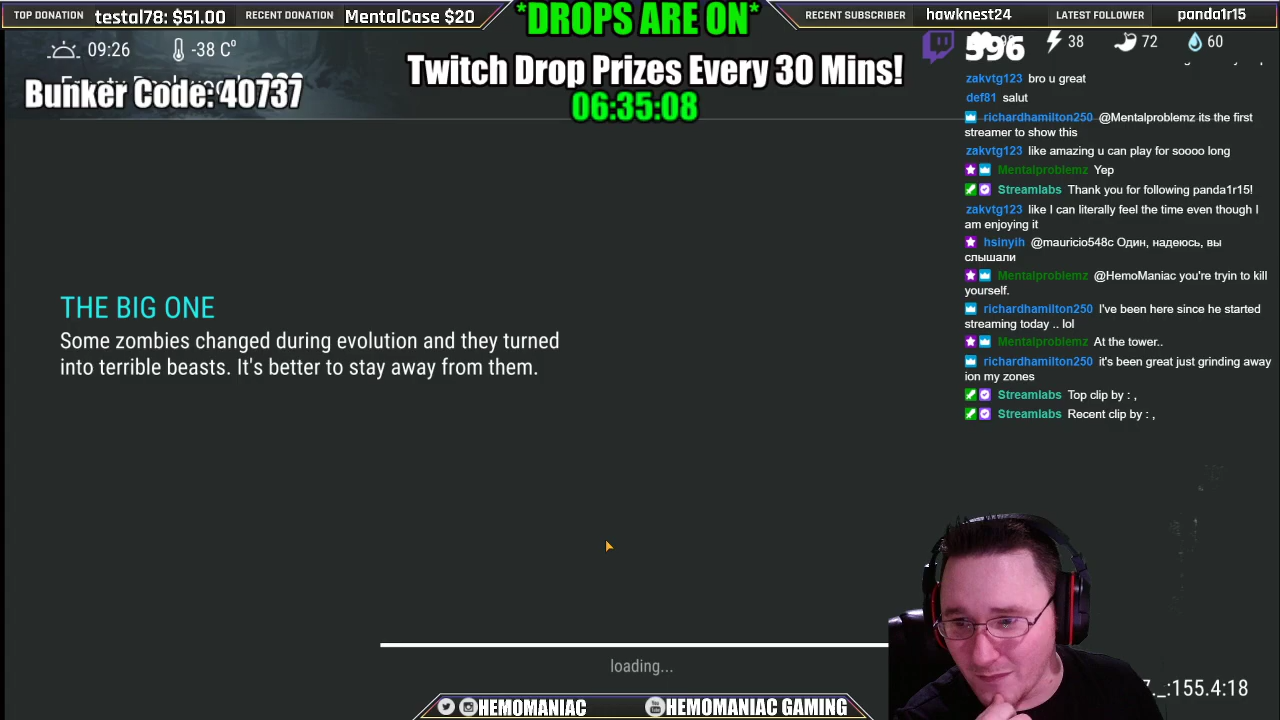 TOP DONATION testal78: $51.00 RECENT DONATION MentalCase $20 *DROPS ARE ON* RECENT SUBSCRIBER hawknest24 LATEST FOLLOWER panda1r15
09:26 -38 C° 596 38 72 60
Twitch Drop Prizes Every 30 Mins!
Bunker Code: 40737
06:35:08
zakvtg123 bro u great
def81 salut
richardhamilton250 @Mentalproblemz its the first
streamer to show this
zakvtg123 like amazing u can play for soooo long
Mentalproblemz Yep
Streamlabs Thank you for following panda1r15!
zakvtg123 like I can literally feel the time even though I
am enjoying it
hsinyih @mauricio548c Один, надеюсь, вы
слышали
Mentalproblemz @HemoManiac you're tryin to kill
yourself.
richardhamilton250 I've been here since he started
streaming today .. lol
Mentalproblemz At the tower..
richardhamilton250 it's been great just grinding away
ion my zones
Streamlabs Top clip by : ,
Streamlabs Recent clip by : ,
THE BIG ONE
Some zombies changed during evolution and they turned
into terrible beasts. It's better to stay away from them.
loading...
:155.4:18
HEMOMANIAC HEMOMANIAC GAMING